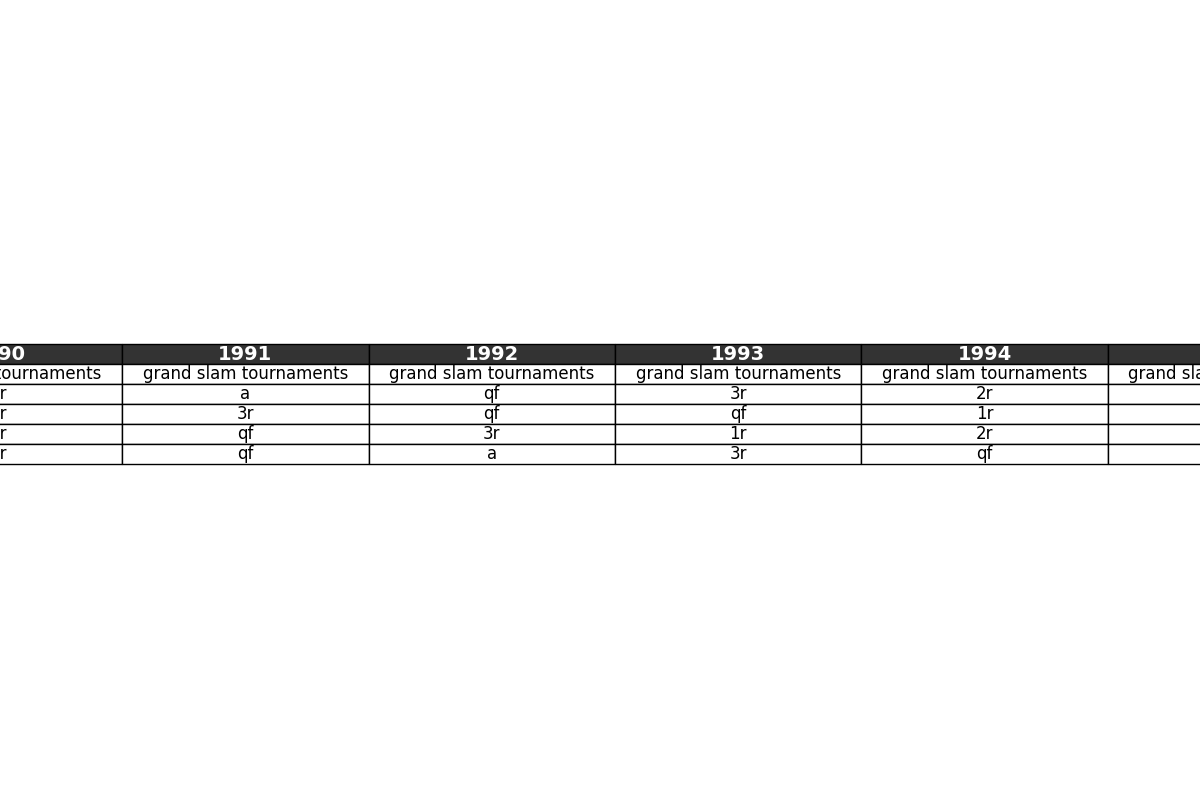 90 1991 1992 1993 1994
tournaments grand slam tournaments grand slam tournaments grand slam tournaments grand slam tournaments grand sla
r a qf 3r 2r
r 3r qf qf 1r
r qf 3r 1r 2r
r qf a 3r qf